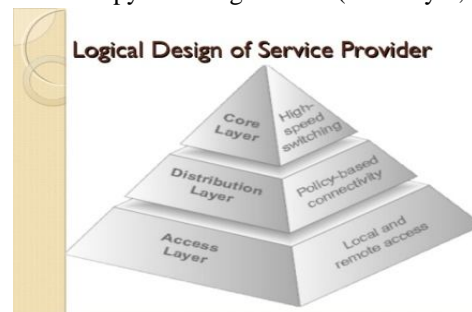 Logical Design of Service Provider
Core
Layer
High-
speed
switching
Distribution
Layer
Policy-based
connectivity
Access
Layer
Local and
remote access